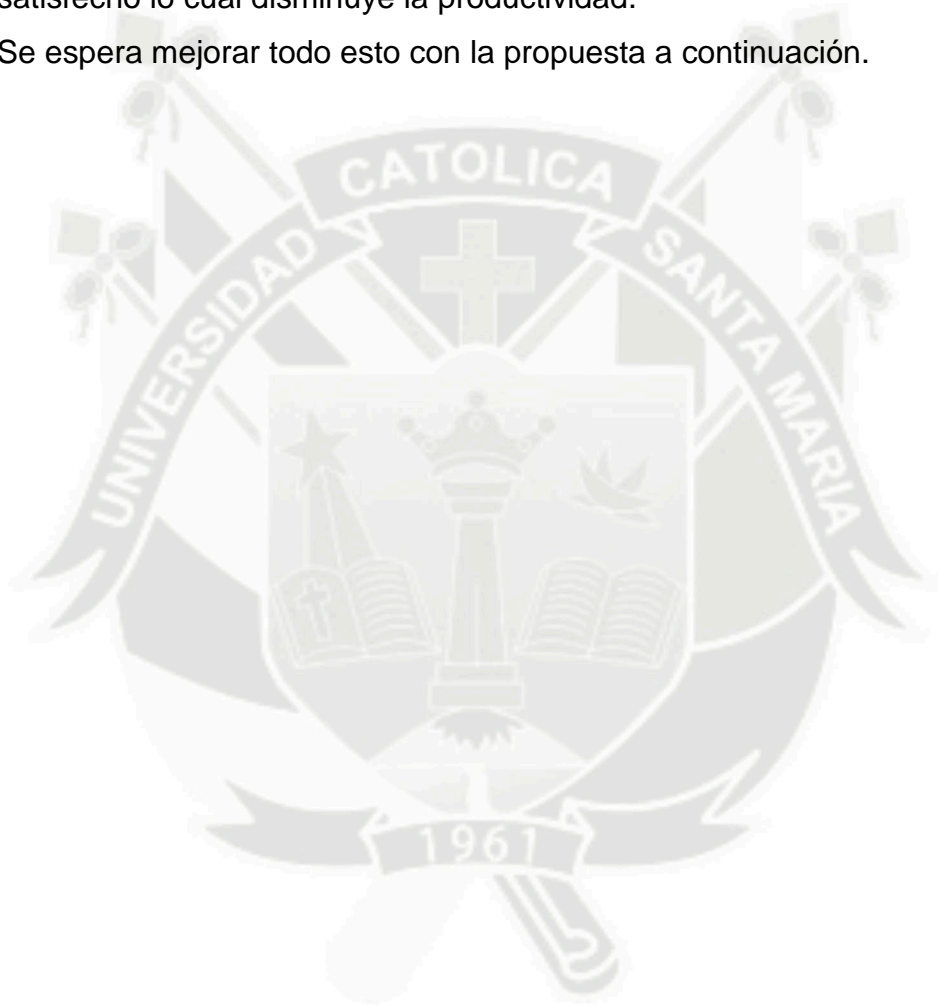 satisfecho lo cual disminuye la productividad.
Se espera mejorar todo esto con la propuesta a continuación.
UNIVERSIDAD CATOLICA SANTA MARIA
1961